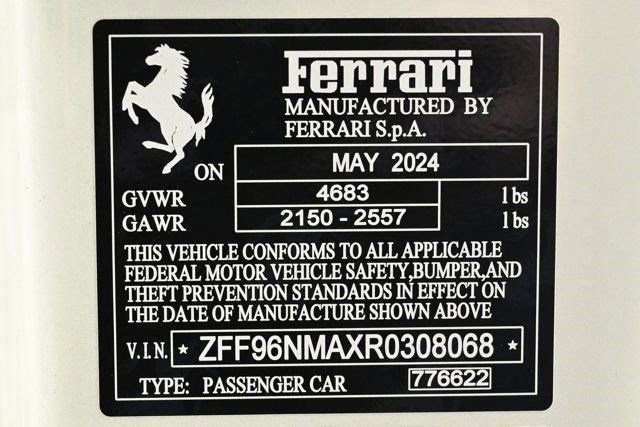 Ferrari
MANUFACTURED BY
FERRARI S.p.A.
ON MAY 2024
GVWR 4683 lbs
GAWR 2150 - 2557 lbs
THIS VEHICLE CONFORMS TO ALL APPLICABLE
FEDERAL MOTOR VEHICLE SAFETY,BUMPER,AND
THEFT PREVENTION STANDARDS IN EFFECT ON
THE DATE OF MANUFACTURE SHOWN ABOVE
V.I.N. * ZFF96NMAXR0308068 *
TYPE: PASSENGER CAR 776622